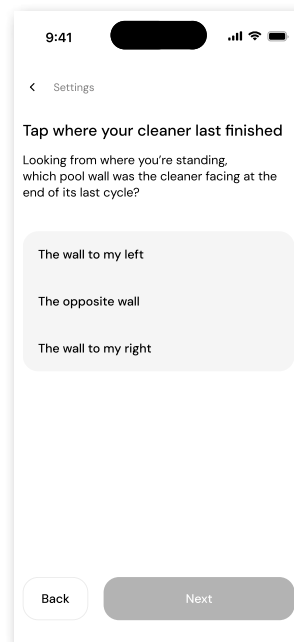 9:41
Settings
Tap where your cleaner last finished
Looking from where you’re standing,
which pool wall was the cleaner facing at the
end of its last cycle?
The wall to my left
The opposite wall
The wall to my right
Back
Next